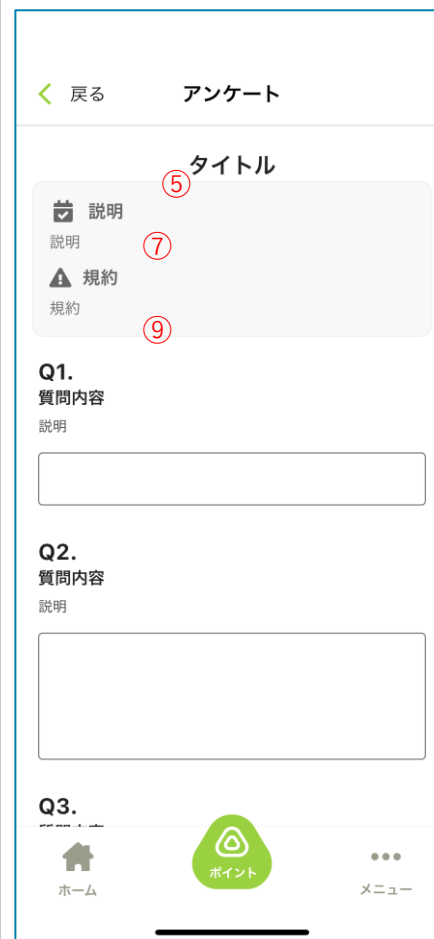 戻る
アンケート
タイトル
⑤
説明
説明
⑦
規約
規約
⑨
Q1.
質問内容
説明
Q2.
質問内容
説明
Q3.
ホーム
ポイント
メニュー